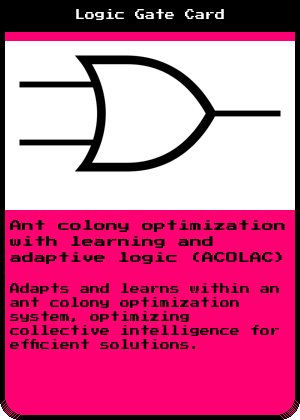 Logic Gate Card
Ant colony optimization
with learning and
adaptive logic (ACOLAC)
Adapts and learns within an
ant colony optimization
system, optimizing
collective intelligence for
efficient solutions.